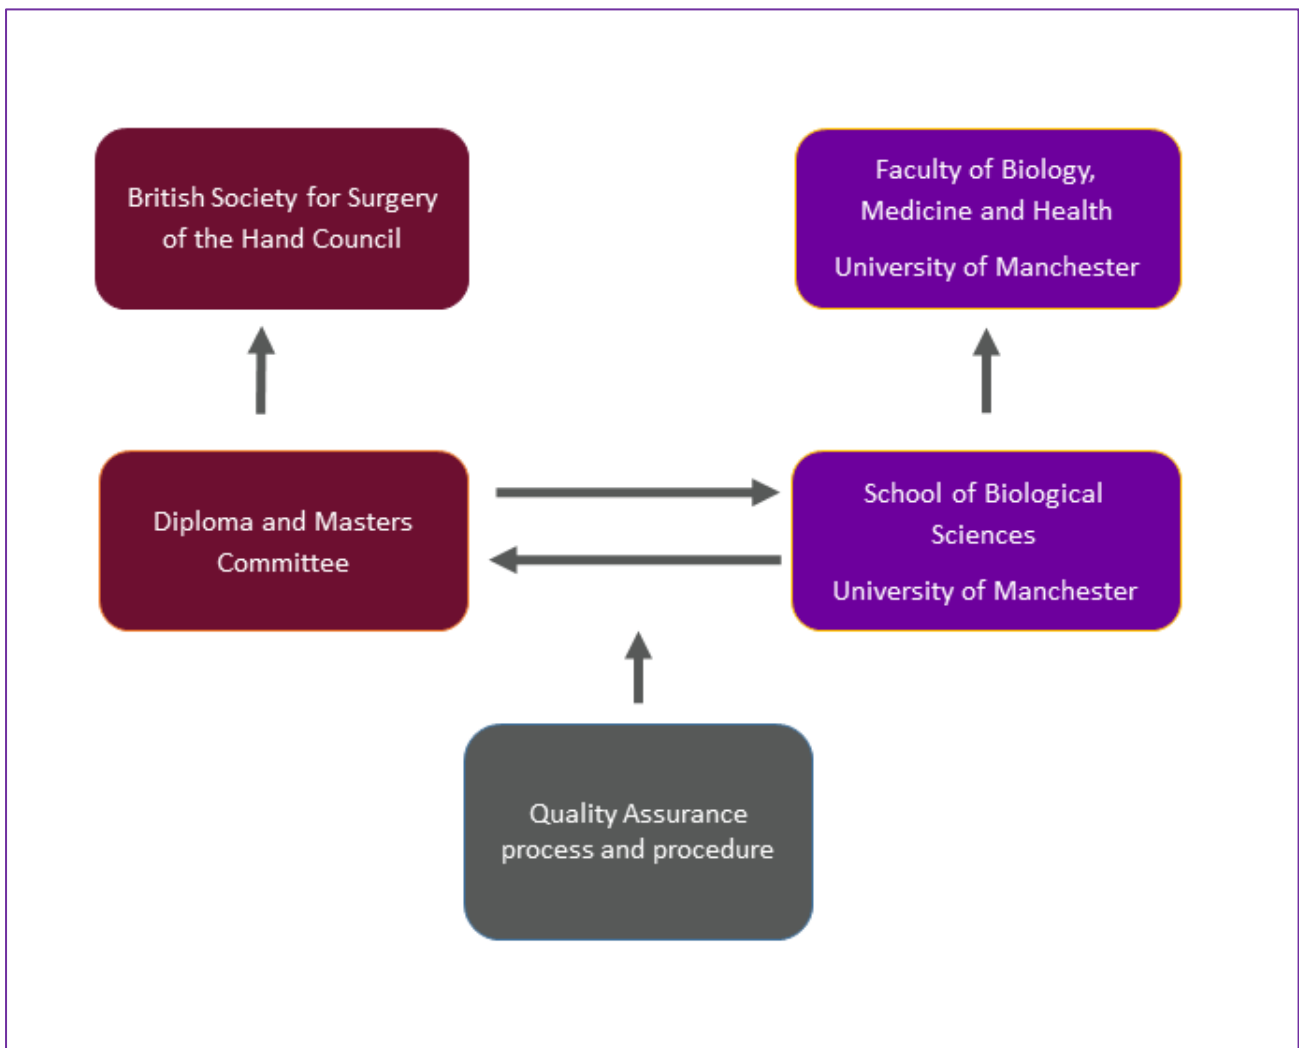 British Society for Surgery
of the Hand Council
Faculty of Biology,
Medicine and Health
University of Manchester
Diploma and Masters
Committee
School of Biological
Sciences
University of Manchester
Quality Assurance
process and procedure